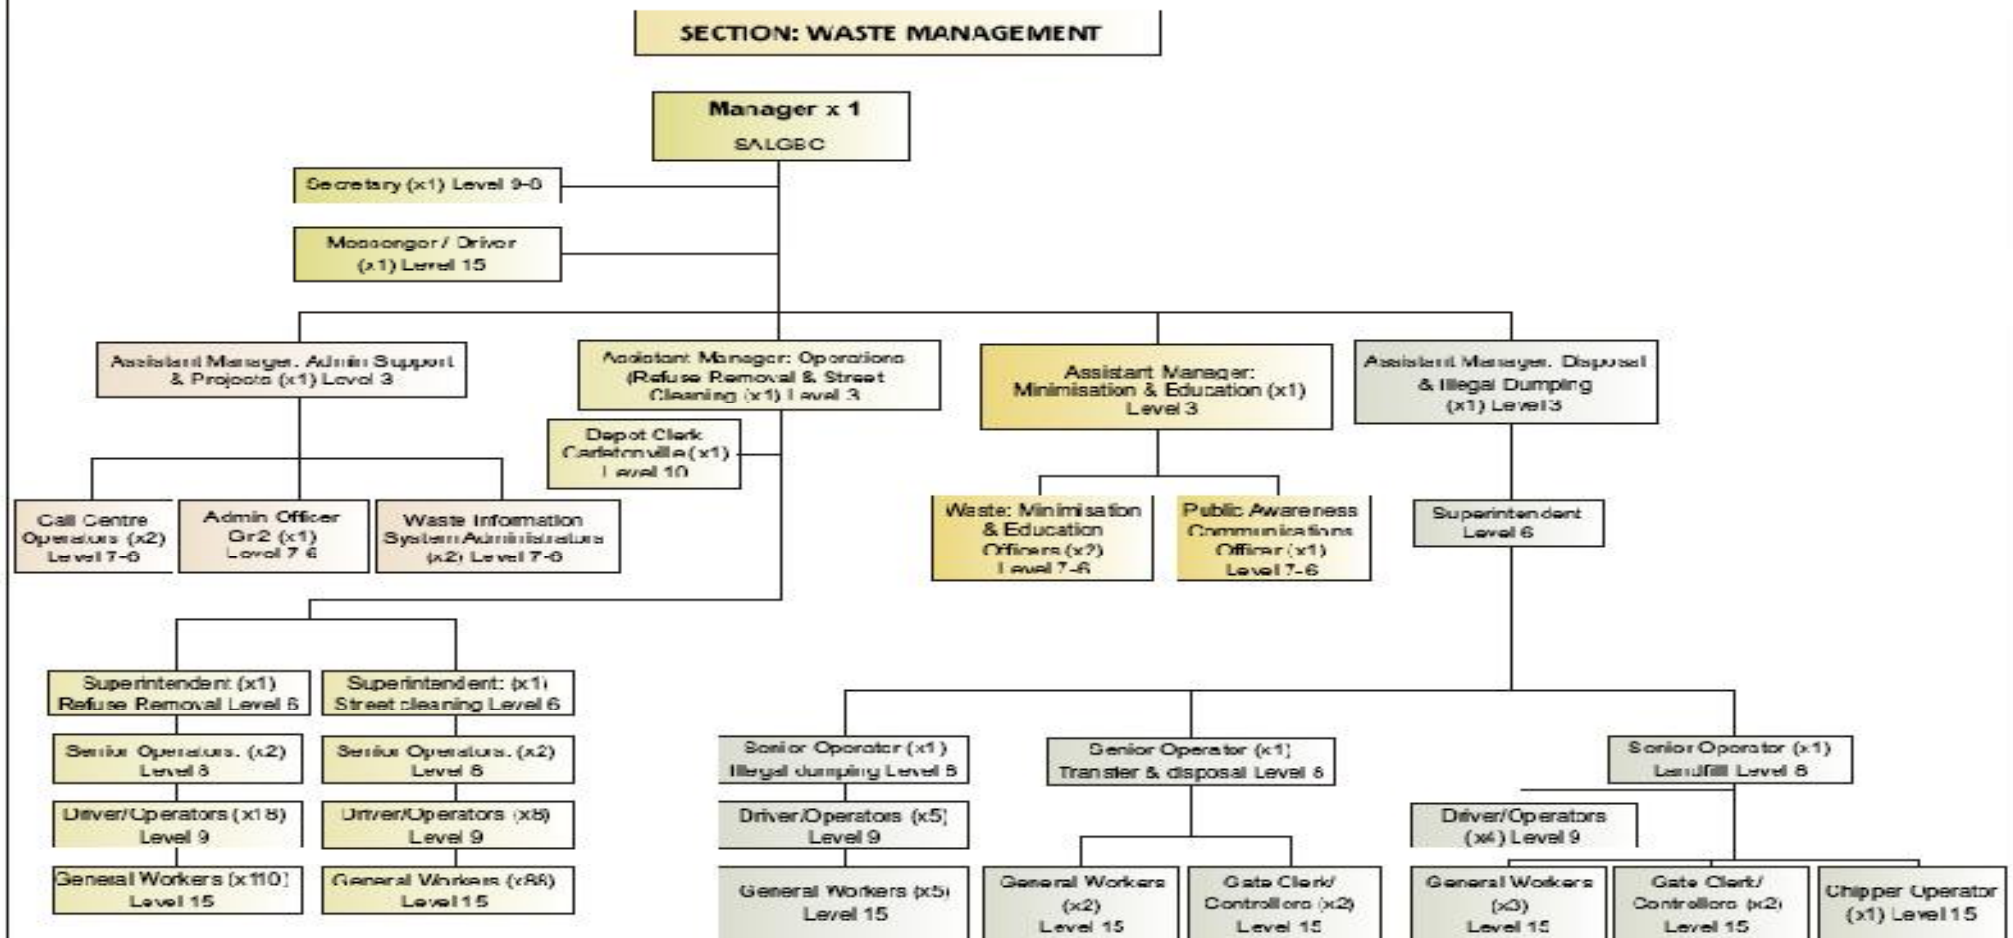 SECTION: WASTE MANAGEMENT
Manager x 1
SALGBC
Secretary (x1) Level 9-8
Messenger / Driver
(x1) Level 15
Assistant Manager. Admin Support
& Projects (x1) Level 3
Assistant Manager: Operations
(Refuse Removal & Street
Cleaning (x1) Level 3
Assistant Manager:
Minimisation & Education (x1)
Level 3
Assistant Manager. Disposal
& Illegal Dumping
(x1) Level 3
Depot Clerk
Carletonville (x1)
Level 10
Call Centre
Operators (x2)
Level 7-6
Admin Officer
Gr2 (x1)
Level 7 6
Waste Information
System Administrators
(x2) Level 7-6
Waste: Minimisation
& Education
Officers (x2)
Level 7-6
Public Awareness
Communications
Officer (x1)
Level 7-6
Superintendent
Level 6
Superintendent (x1)
Refuse Removal Level 6
Superintendent: (x1)
Street cleaning Level 6
Senior Operators. (x2)
Level 8
Senior Operators. (x2)
Level 8
Senior Operator (x1)
Illegal dumping Level 8
Senior Operator (x1)
Transfer & disposal Level 8
Senior Operator (x1)
Landfill Level 8
Driver/Operators (x18)
Level 9
Driver/Operators (x8)
Level 9
Driver/Operators (x5)
Level 9
Driver/Operators
(x4) Level 9
General Workers (x110)
Level 15
General Workers (x88)
Level 15
General Workers (x5)
Level 15
General Workers
(x2)
Level 15
Gate Clerk/
Controllers (x2)
Level 15
General Workers
(x3)
Level 15
Gate Clerk/
Controllers (x2)
Level 15
Chipper Operator
(x1) Level 15